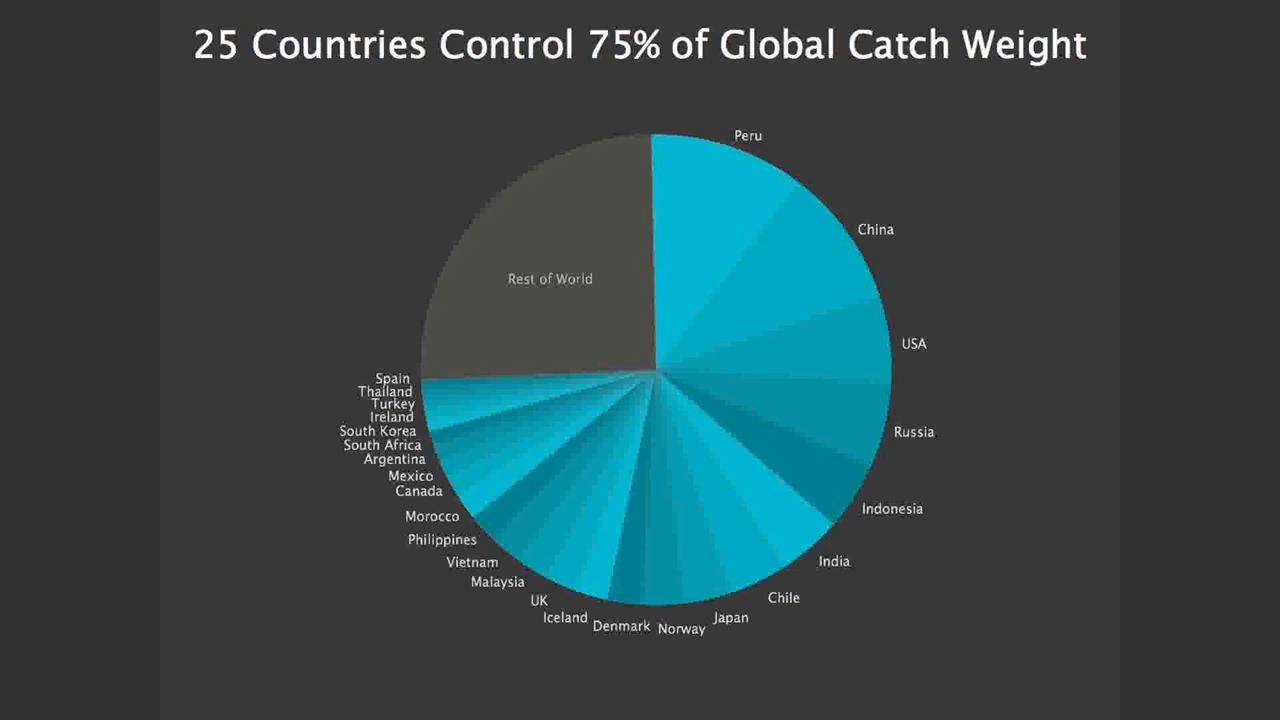 25 Countries Control 75% of Global Catch Weight
Peru
China
USA
Russia
Indonesia
India
Chile
Japan
Norway
Denmark
Iceland
UK
Malaysia
Vietnam
Philippines
Morocco
Canada
Mexico
Argentina
South Africa
South Korea
Ireland
Turkey
Thailand
Spain
Rest of World